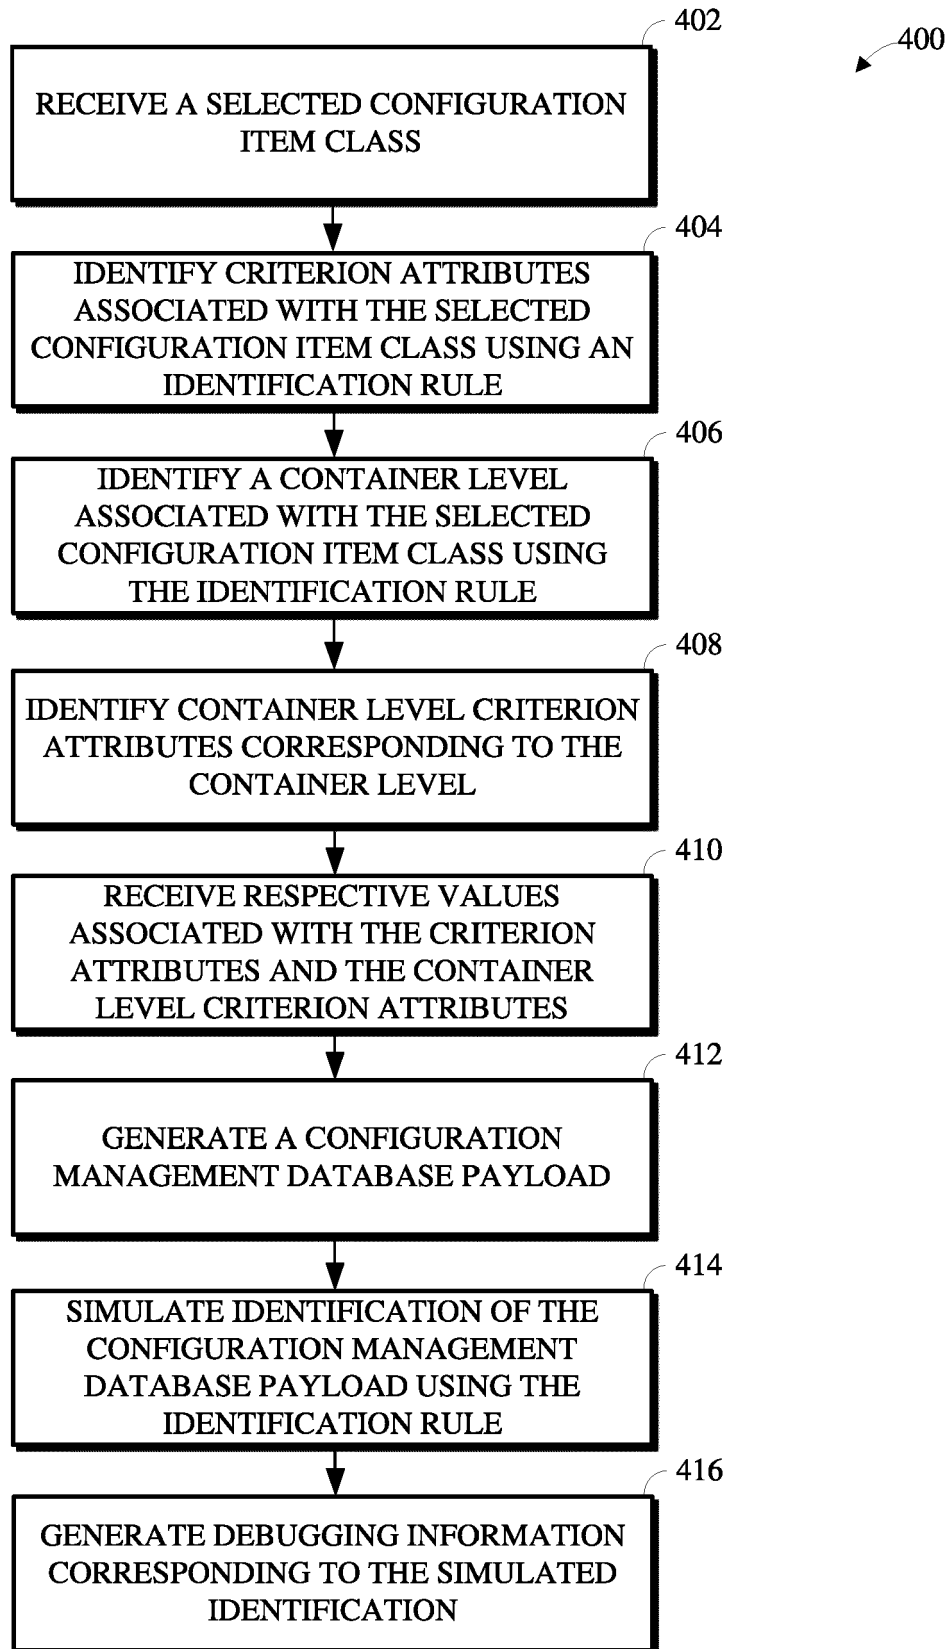 402
400
RECEIVE A SELECTED CONFIGURATION
ITEM CLASS
404
IDENTIFY CRITERION ATTRIBUTES
ASSOCIATED WITH THE SELECTED
CONFIGURATION ITEM CLASS USING AN
IDENTIFICATION RULE
406
IDENTIFY A CONTAINER LEVEL
ASSOCIATED WITH THE SELECTED
CONFIGURATION ITEM CLASS USING
THE IDENTIFICATION RULE
408
IDENTIFY CONTAINER LEVEL CRITERION
ATTRIBUTES CORRESPONDING TO THE
CONTAINER LEVEL
410
RECEIVE RESPECTIVE VALUES
ASSOCIATED WITH THE CRITERION
ATTRIBUTES AND THE CONTAINER
LEVEL CRITERION ATTRIBUTES
412
GENERATE A CONFIGURATION
MANAGEMENT DATABASE PAYLOAD
414
SIMULATE IDENTIFICATION OF THE
CONFIGURATION MANAGEMENT
DATABASE PAYLOAD USING THE
IDENTIFICATION RULE
416
GENERATE DEBUGGING INFORMATION
CORRESPONDING TO THE SIMULATED
IDENTIFICATION